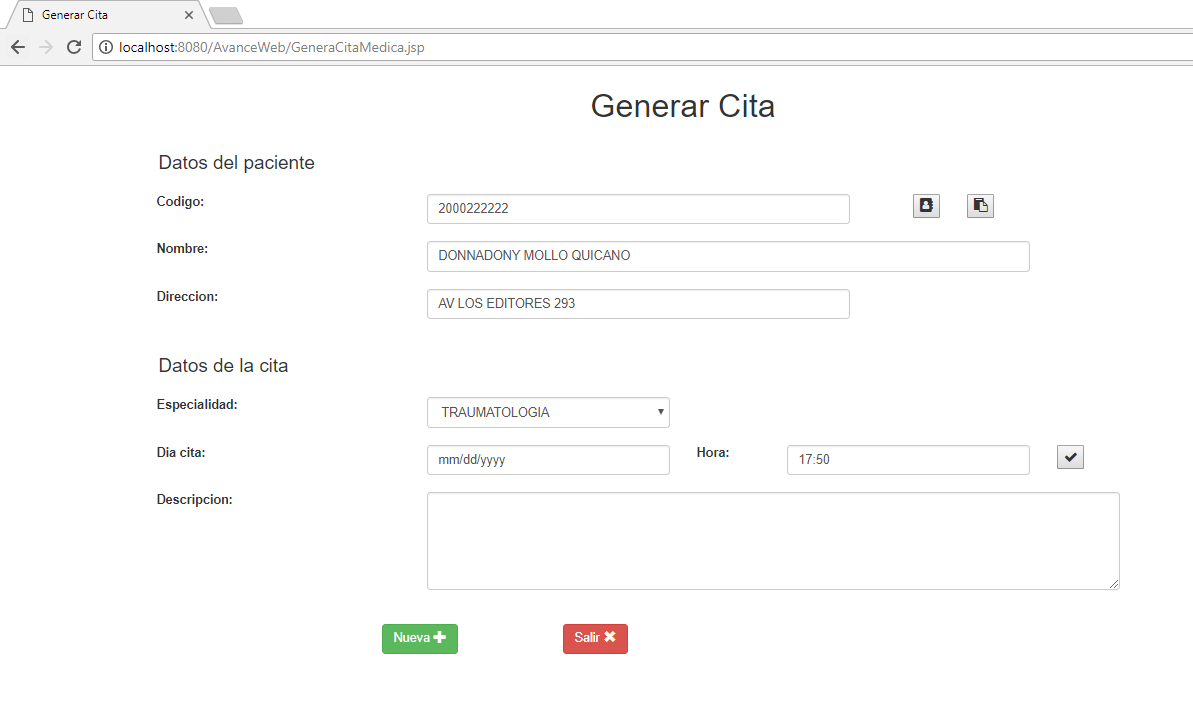 Generar Cita
localhost:8080/AvanceWeb/GeneraCitaMedica.jsp
Generar Cita
Datos del paciente
Codigo: 2000222222
Nombre: DONNADONY MOLLO QUICANO
Direccion: AV LOS EDITORES 293
Datos de la cita
Especialidad: TRAUMATOLOGIA
Dia cita: mm/dd/yyyy Hora: 17:50
Descripcion:
Nueva Salir